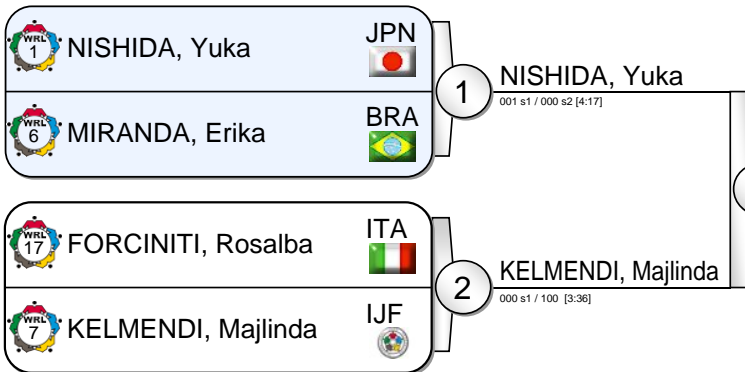 WRL 1 NISHIDA, Yuka JPN
WRL 6 MIRANDA, Erika BRA
1
NISHIDA, Yuka
001 s1 / 000 s2 [4:17]
WRL 17 FORCINITI, Rosalba ITA
WRL 7 KELMENDI, Majlinda IJF
2
KELMENDI, Majlinda
000 s1 / 100 [3:36]